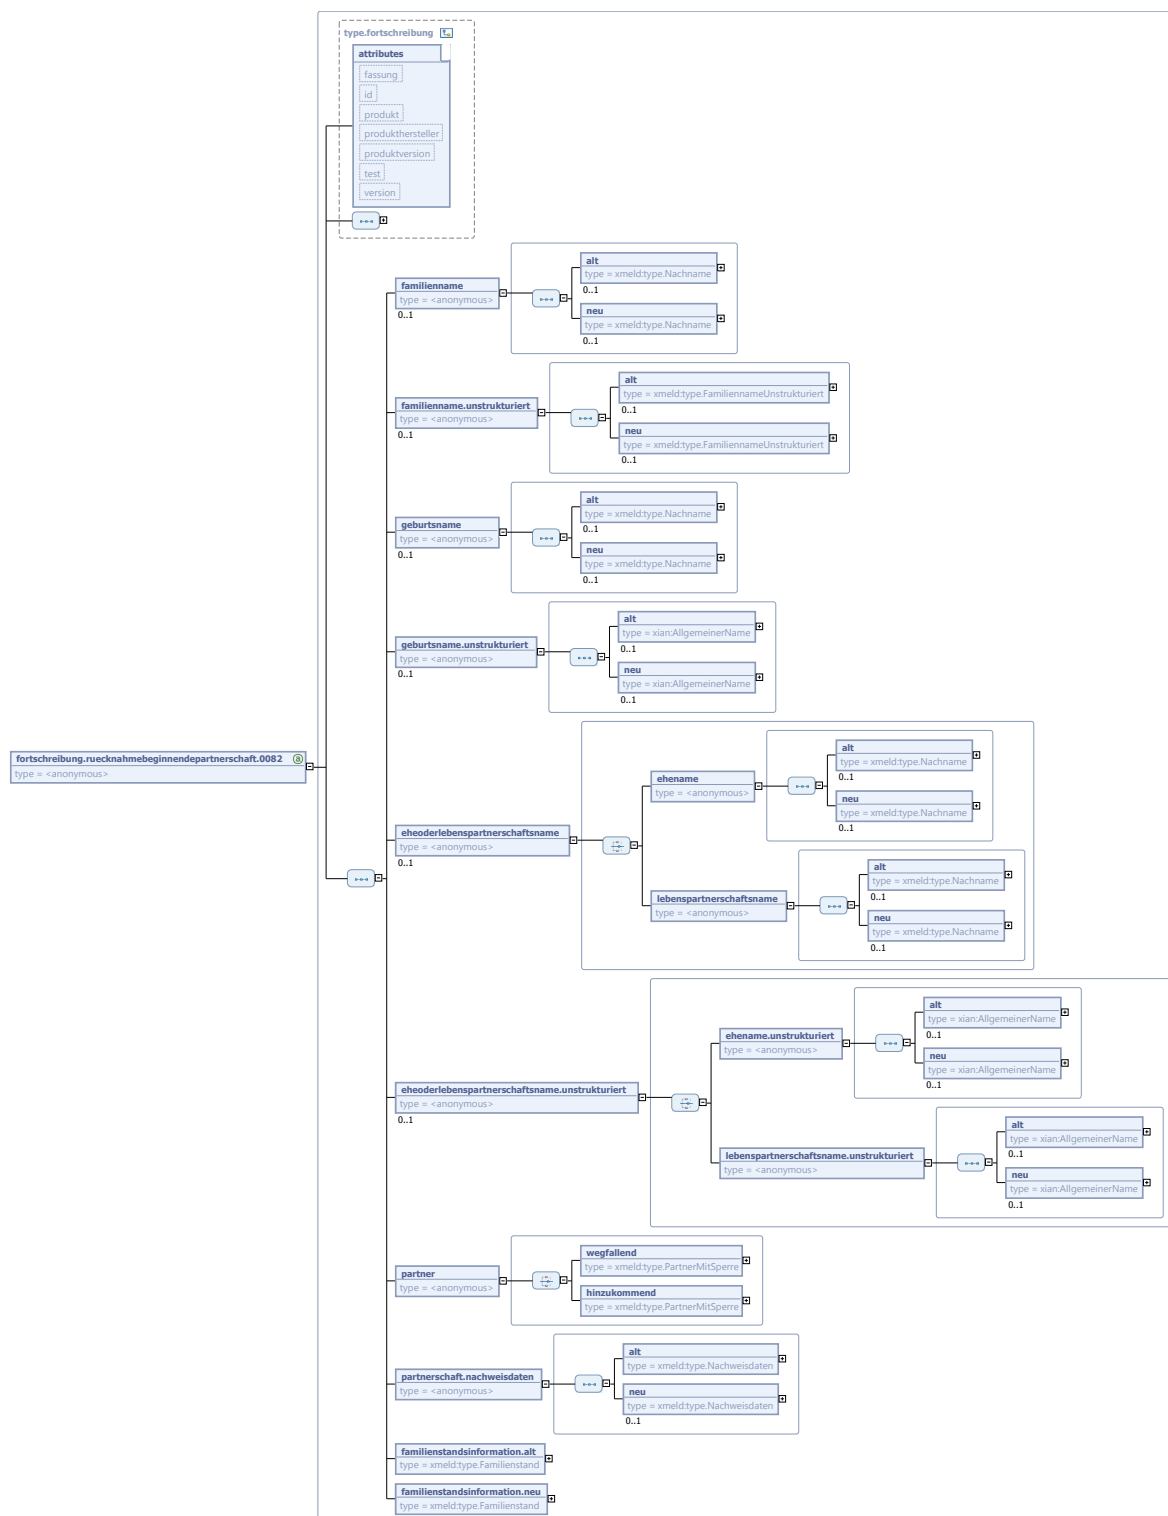 type.fortschreibung
attributes
fassung
id
produkt
produkthersteller
produktversion
test
version
familienname
type = <anonymous>
0..1
alt
type = xmeld:type.Nachname
0..1
neu
type = xmeld:type.Nachname
0..1
familienname.unstrukturiert
type = <anonymous>
0..1
alt
type = xmeld:type.FamiliennameUnstrukturiert
0..1
neu
type = xmeld:type.FamiliennameUnstrukturiert
0..1
geburtsname
type = <anonymous>
0..1
alt
type = xmeld:type.Nachname
0..1
neu
type = xmeld:type.Nachname
0..1
geburtsname.unstrukturiert
type = <anonymous>
0..1
alt
type = xian:AllgemeinerName
0..1
neu
type = xian:AllgemeinerName
0..1
fortschreibung.ruecknahmebeginnendepartnerschaft.0082 a
type = <anonymous>
eheoderlebenspartnerschaftsname
type = <anonymous>
0..1
ehename
type = <anonymous>
alt
type = xmeld:type.Nachname
0..1
neu
type = xmeld:type.Nachname
0..1
lebenspartnerschaftsname
type = <anonymous>
alt
type = xmeld:type.Nachname
0..1
neu
type = xmeld:type.Nachname
0..1
eheoderlebenspartnerschaftsname.unstrukturiert
type = <anonymous>
0..1
ehename.unstrukturiert
type = <anonymous>
alt
type = xian:AllgemeinerName
0..1
neu
type = xian:AllgemeinerName
0..1
lebenspartnerschaftsname.unstrukturiert
type = <anonymous>
alt
type = xian:AllgemeinerName
0..1
neu
type = xian:AllgemeinerName
0..1
partner
type = <anonymous>
wegfallend
type = xmeld:type.PartnerMitSperre
hinzukommend
type = xmeld:type.PartnerMitSperre
partnerschaft.nachweisdaten
type = <anonymous>
alt
type = xmeld:type.Nachweisdaten
neu
type = xmeld:type.Nachweisdaten
0..1
familienstandsinformation.alt
type = xmeld:type.Familienstand
familienstandsinformation.neu
type = xmeld:type.Familienstand